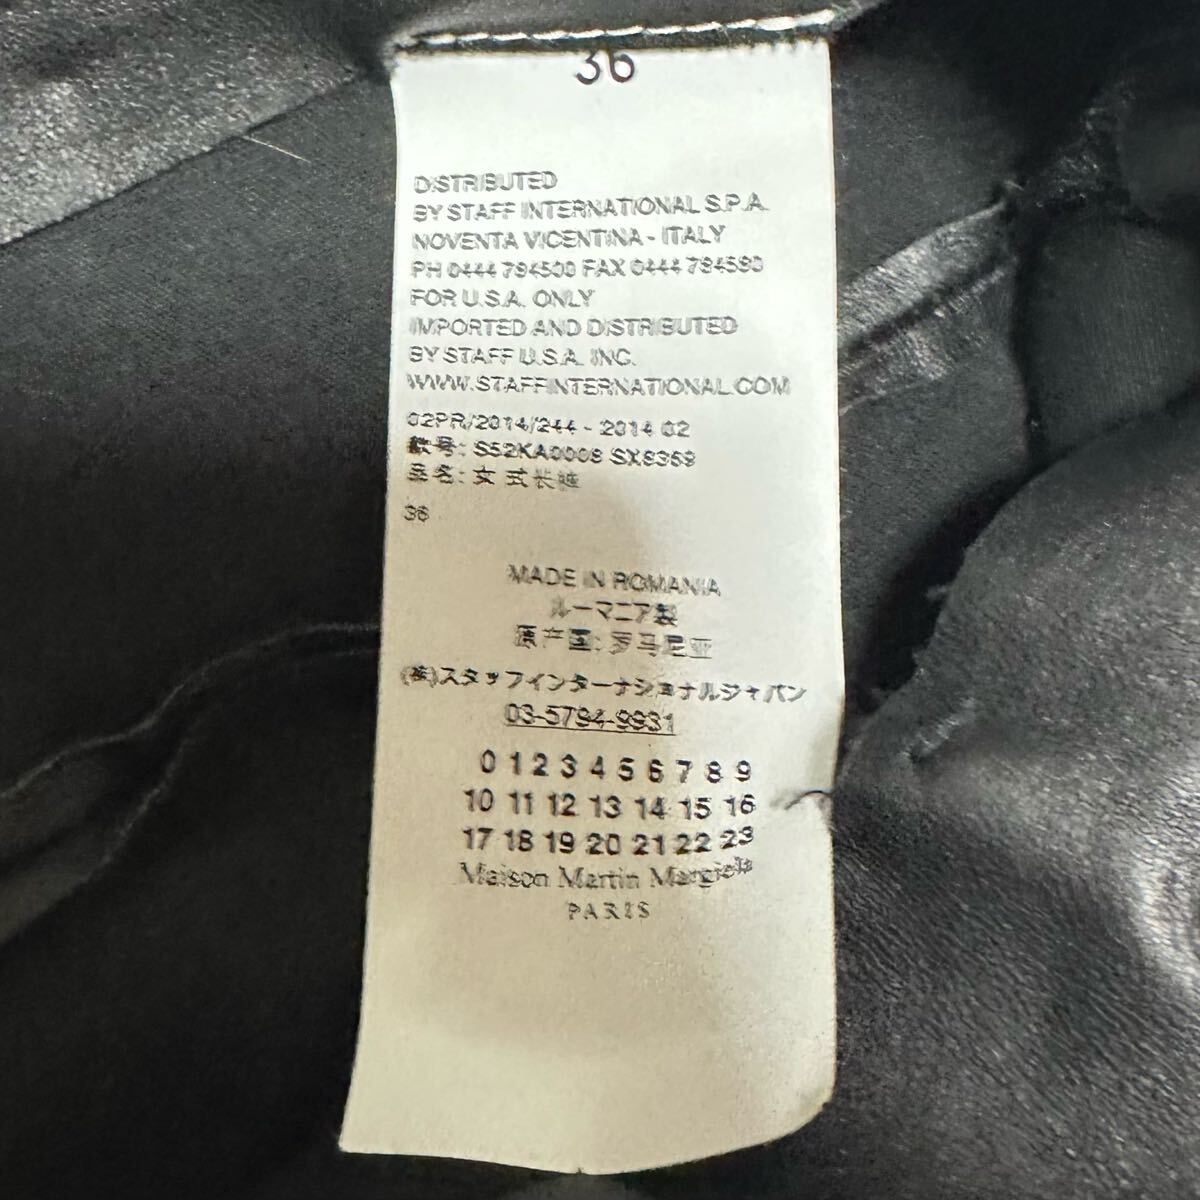 36
DISTRIBUTED
BY STAFF INTERNATIONAL S.P.A.
NOVENTA VICENTINA - ITALY
PH 0444 784500 FAX 0444 784590
FOR U.S.A. ONLY
IMPORTED AND DISTRIBUTED
BY STAFF U.S.A. INC.
WWW.STAFFINTERNATIONAL.COM
02PR/2014/244 - 2014 02
款号: S52KA0008 SX8359
品名: 女式长裤
36
MADE IN ROMANIA
ルーマニア製
原产国: 罗马尼亚
(株)スタッフインターナショナルジャパン
03-5794-9931
0 1 2 3 4 5 6 7 8 9
10 11 12 13 14 15 16
17 18 19 20 21 22 23
Maison Martin Margiela
PARIS